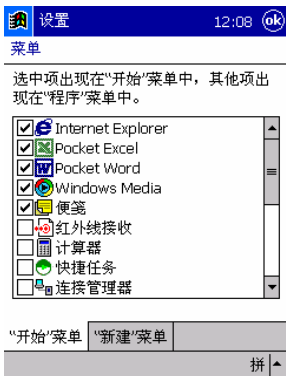 设置 12:08 ok
菜单
选中项出现在“开始”菜单中，其他项出
现在“程序”菜单中。
Internet Explorer
Pocket Excel
Pocket Word
Windows Media
便笺
红外线接收
计算器
快捷任务
连接管理器
“开始”菜单 “新建”菜单
拼